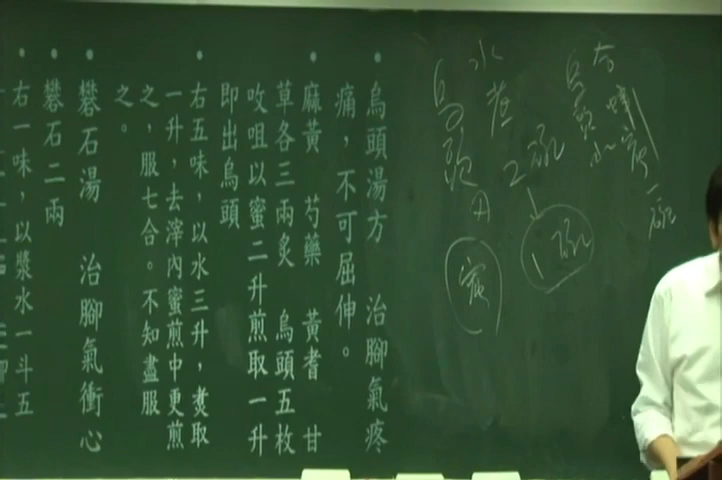 水煮2碗
1碗
烏頭用
蜜
• 烏頭湯方 治腳氣疼
痛，不可屈伸。
• 麻黃 芍藥 黃耆 甘
草各三兩炙 烏頭五枚
咬咀以蜜二升煎取一升
即出烏頭
• 右五味，以水三升，煑取
一升，去滓內蜜煎中更煎
之，服七合。不知盡服
之。
• 礬石湯 治腳氣衝心
• 礬石二兩
• 右一味，以漿水一斗五